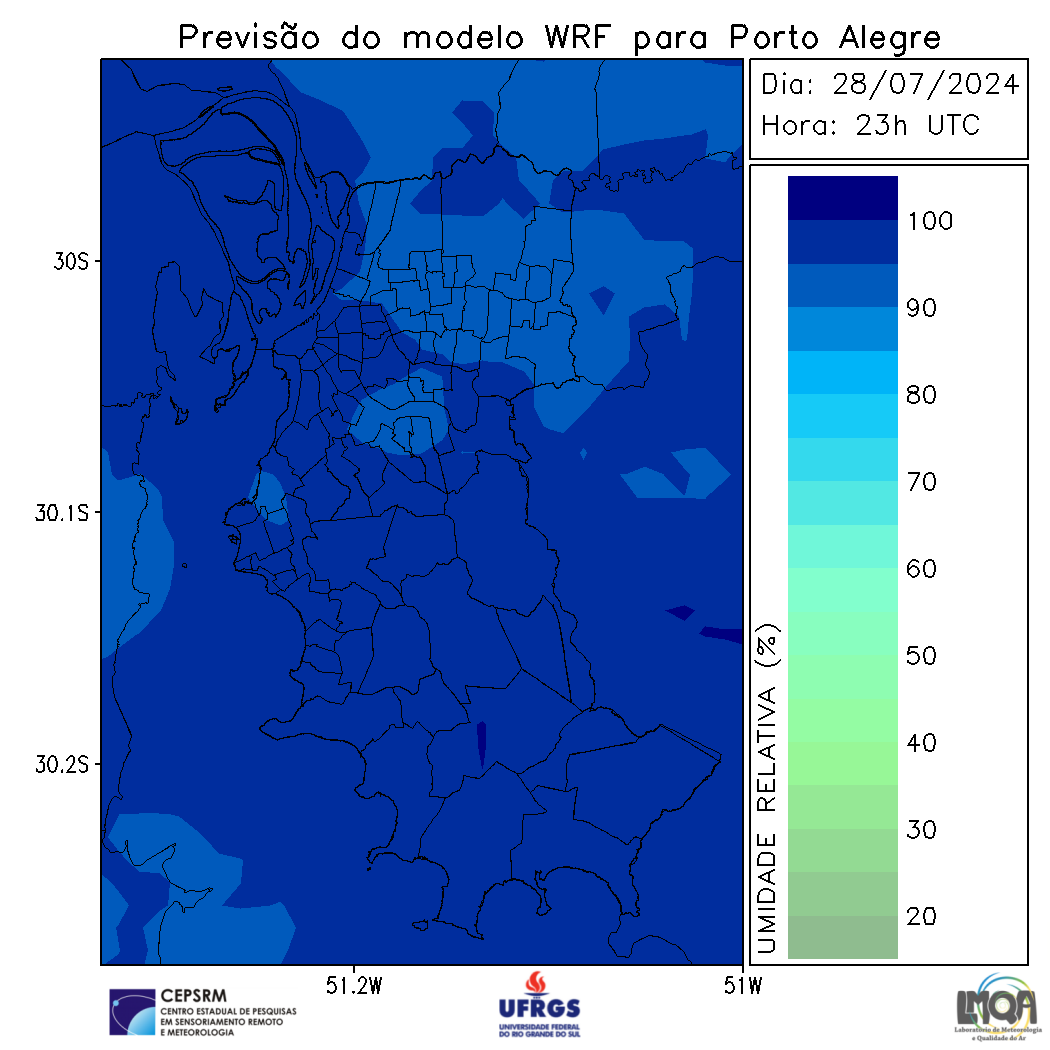 Previsão do modelo WRF para Porto Alegre
Dia: 28/07/2024
Hora: 23h UTC
30S
30.1S
30.2S
51.2W
51W
100
90
80
70
60
50
40
30
20
UMIDADE RELATIVA (%)
CEPSRM
CENTRO ESTADUAL DE PESQUISAS
EM SENSORIAMENTO REMOTO
E METEOROLOGIA
UFRGS
UNIVERSIDADE FEDERAL
DO RIO GRANDE DO SUL
LMQA
Laboratório de Meteorologia
e Qualidade do Ar